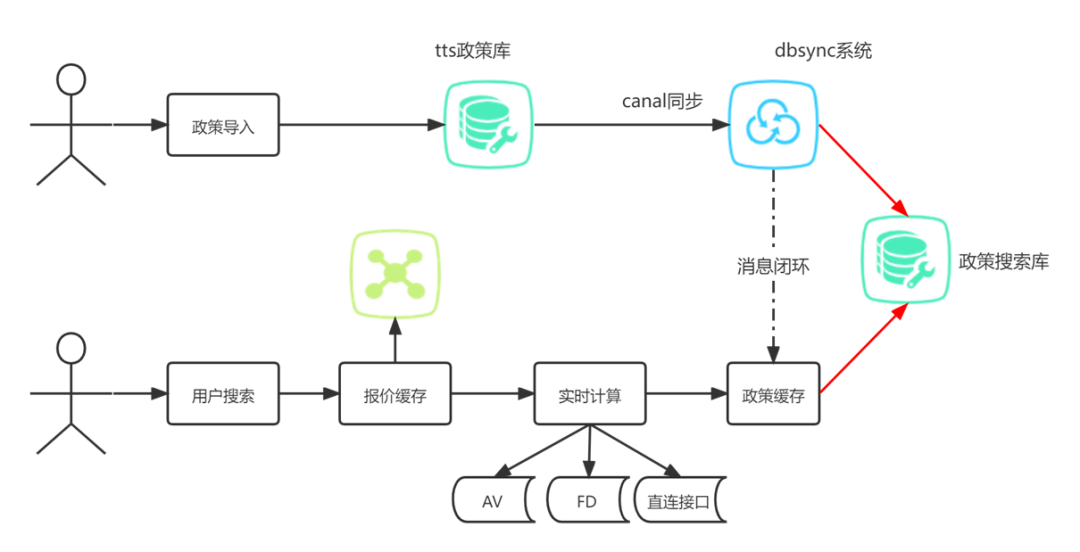 tts政策库
dbsync系统
canal同步
政策导入
消息闭环
政策搜索库
用户搜索
报价缓存
实时计算
政策缓存
AV
FD
直连接口